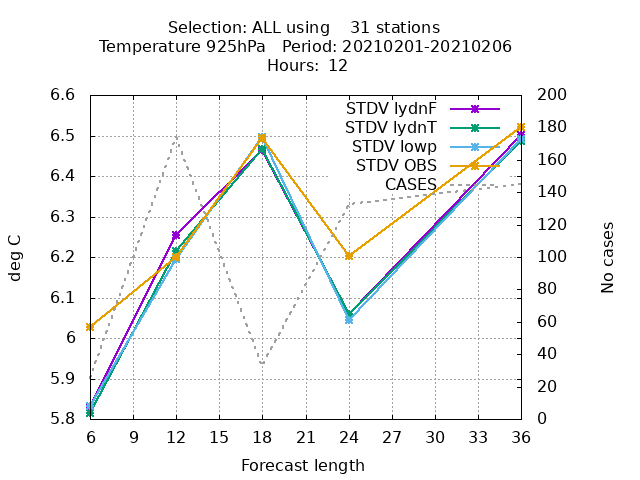 Selection: ALL using    31 stations
Temperature 925hPa   Period: 20210201-20210206
Hours:  12
6.6
6.5
6.4
6.3
6.2
6.1
6
5.9
5.8
deg C
200
180
160
140
120
100
80
60
40
20
0
No cases
STDV IydnF
STDV IydnT
STDV Iowp
STDV OBS
CASES
6 9 12 15 18 21 24 27 30 33 36
Forecast length